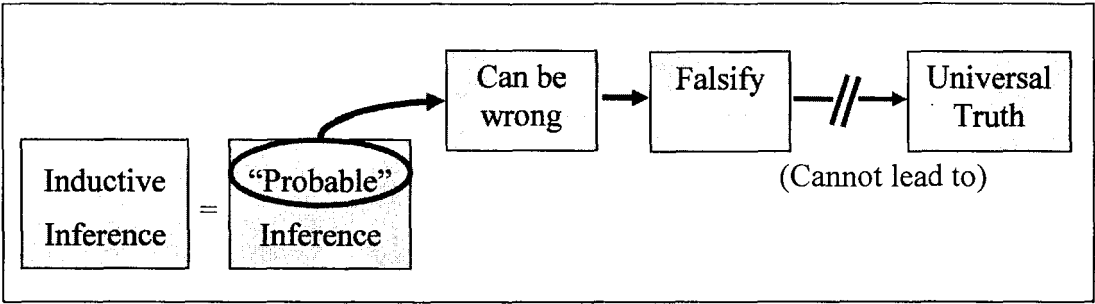 Can be
wrong
Falsify
Universal
Truth
(Cannot lead to)
Inductive
Inference
=
“Probable”
Inference